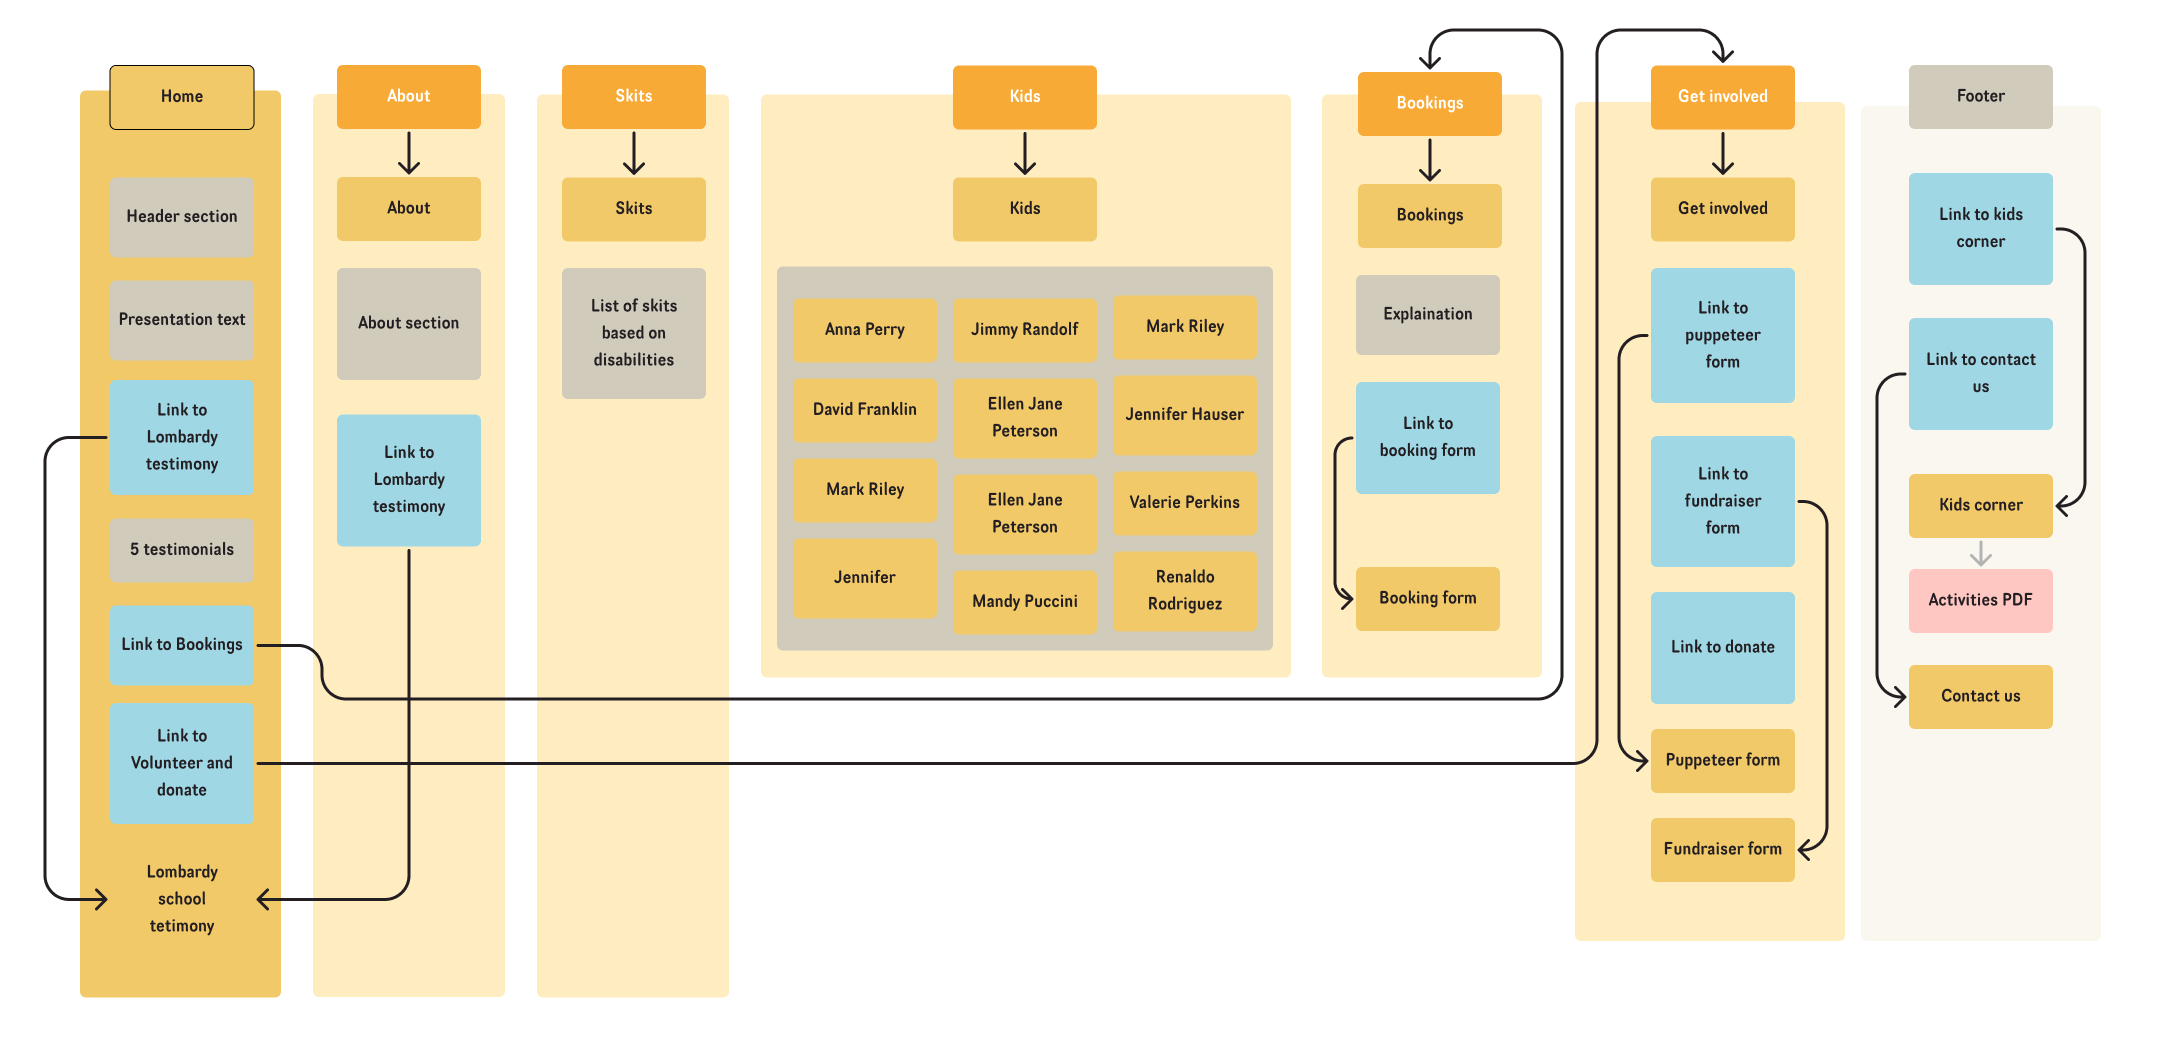 Home
Header section
Presentation text
Link to
Lombardy
testimony
5 testimonials
Link to Bookings
Link to
Volunteer and
donate
Lombardy
school
tetimony
About
About
About section
Link to
Lombardy
testimony
Skits
Skits
List of skits
based on
disabilities
Kids
Kids
Anna Perry
David Franklin
Mark Riley
Jennifer
Jimmy Randolf
Ellen Jane
Peterson
Ellen Jane
Peterson
Mandy Puccini
Mark Riley
Jennifer Hauser
Valerie Perkins
Renaldo
Rodriguez
Bookings
Bookings
Explaination
Link to
booking form
Booking form
Get involved
Get involved
Link to
puppeteer
form
Link to
fundraiser
form
Link to donate
Puppeteer form
Fundraiser form
Footer
Link to kids
corner
Link to contact
us
Kids corner
Activities PDF
Contact us